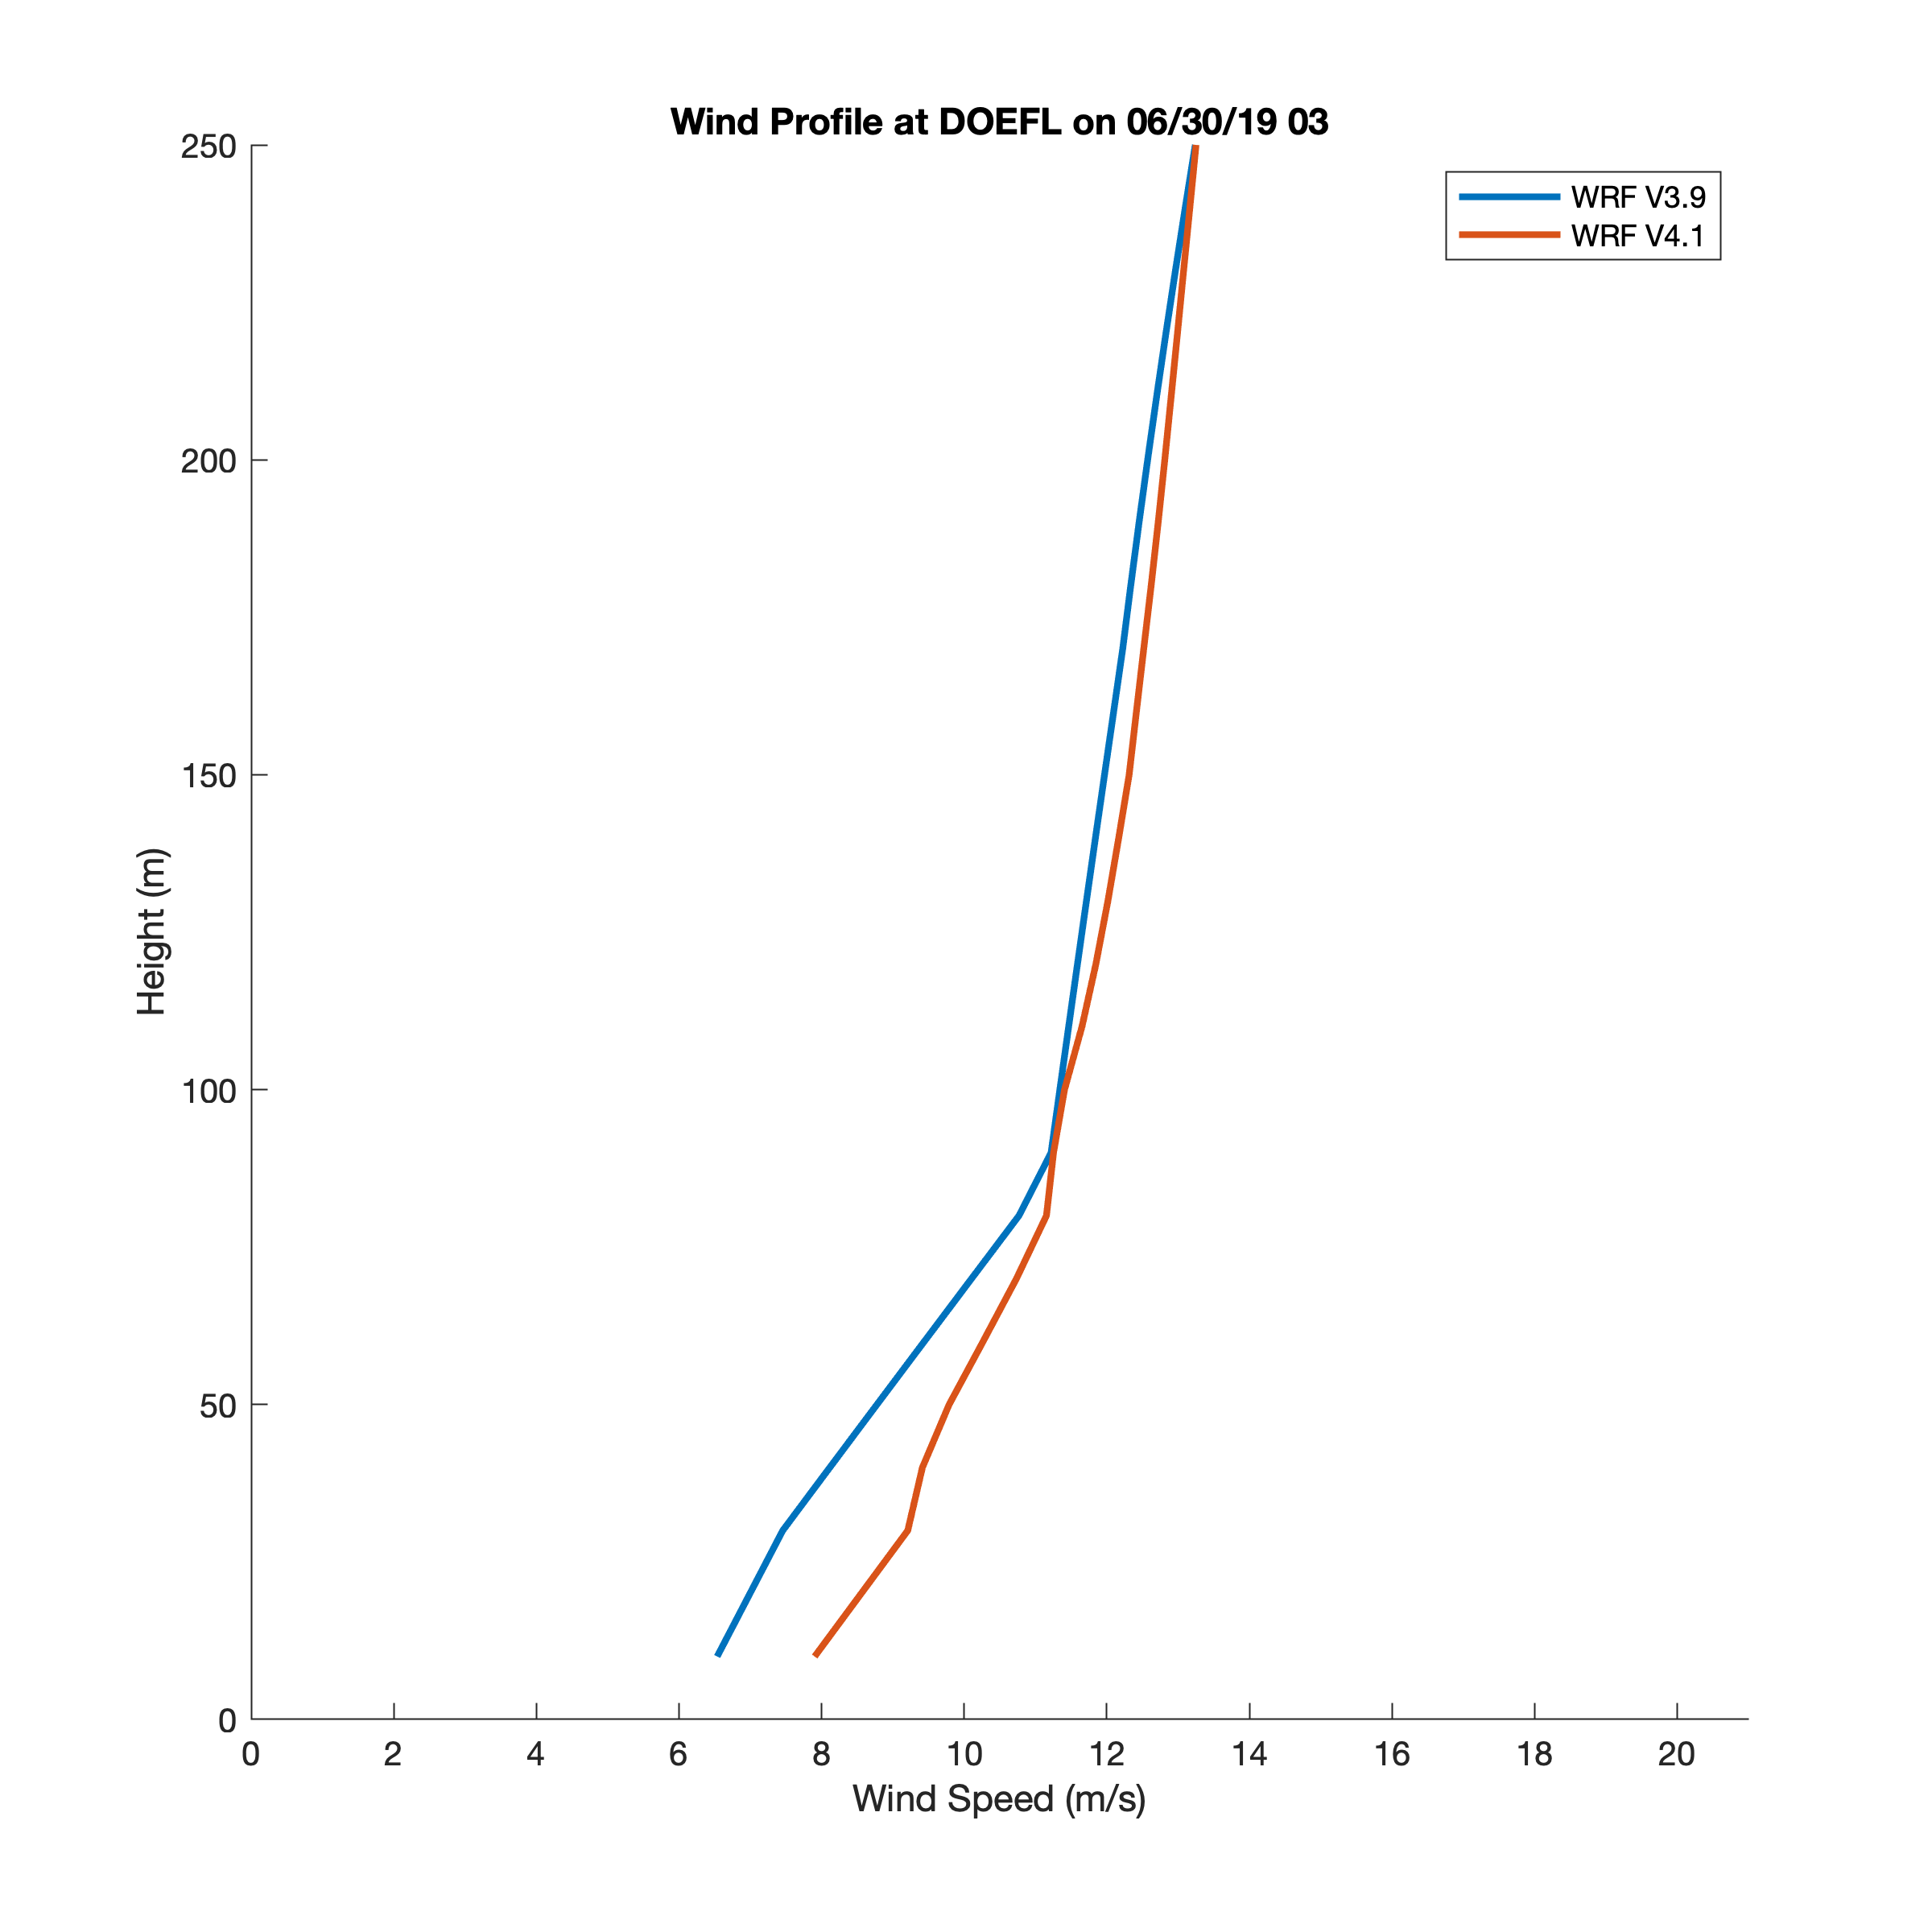 Wind Profile at DOEFL on 06/30/19 03
WRF V3.9
WRF V4.1
250
200
150
100
50
0
Height (m)
0 2 4 6 8 10 12 14 16 18 20
Wind Speed (m/s)